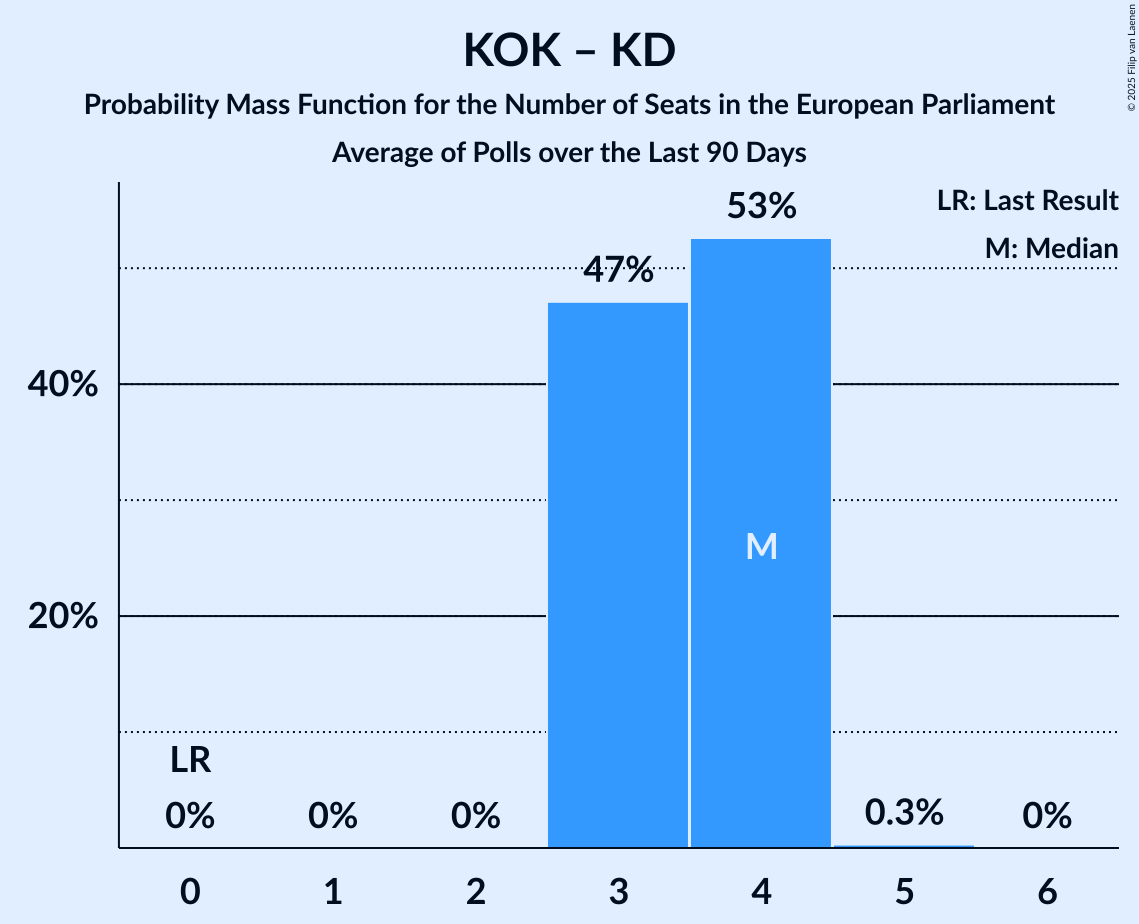 KOK – KD
Probability Mass Function for the Number of Seats in the European Parliament
Average of Polls over the Last 90 Days
© 2025 Filip van Laenen
LR: Last Result
M: Median
53%
47%
40%
20%
M
LR
0%
0%
0%
0.3%
0%
0
1
2
3
4
5
6